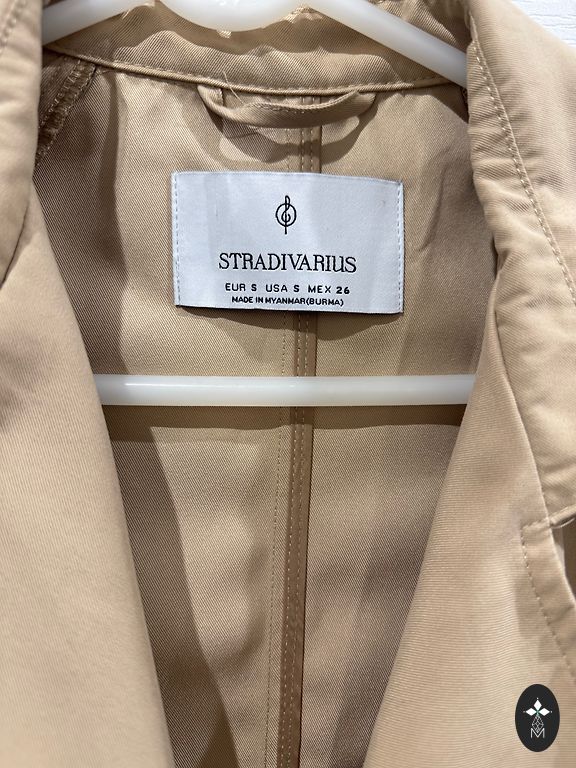 STRADIVARIUS
EUR S USA S MEX 26
MADE IN MYANMAR(BURMA)